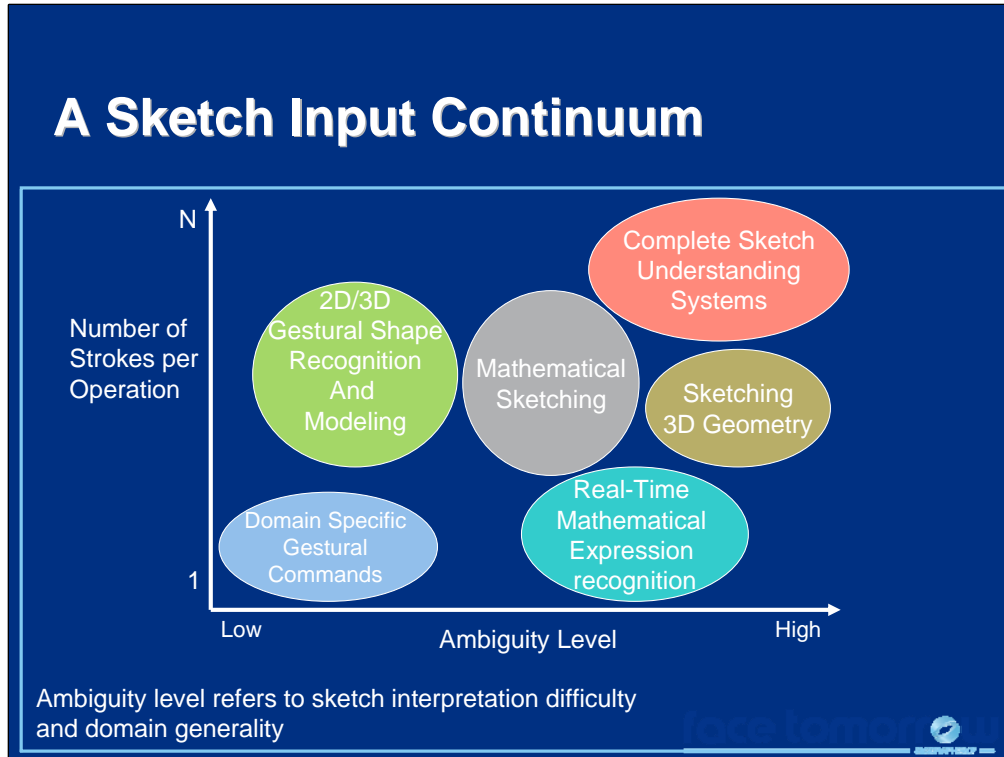 A Sketch Input Continuum
N
Number of
Strokes per
Operation
1
2D/3D
Gestural Shape
Recognition
And
Modeling
Mathematical
Sketching
Complete Sketch
Understanding
Systems
Sketching
3D Geometry
Domain Specific
Gestural
Commands
Real-Time
Mathematical
Expression
recognition
Low
Ambiguity Level
High
Ambiguity level refers to sketch interpretation difficulty
and domain generality
face tomorrow